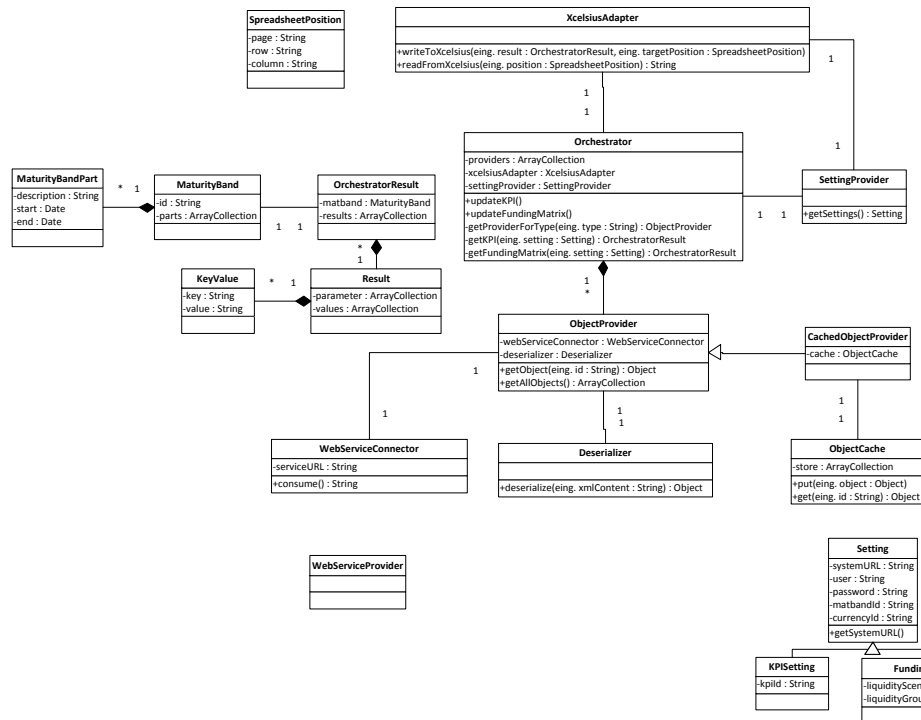 SpreadsheetPosition
-page : String
-row : String
-column : String
XcelsiusAdapter
+writeToXcelsius(eing. result : OrchestratorResult, eing. targetPosition : SpreadsheetPosition)
+readFromXcelsius(eing. position : SpreadsheetPosition) : String
1
1
1
1
Orchestrator
-providers : ArrayCollection
-xcelsiusAdapter : XcelsiusAdapter
-settingProvider : SettingProvider
+updateKPI()
+updateFundingMatrix()
-getProviderForType(eing. type : String) : ObjectProvider
-getKPI(eing. setting : Setting) : OrchestratorResult
-getFundingMatrix(eing. setting : Setting) : OrchestratorResult
1 1
SettingProvider
+getSettings() : Setting
MaturityBandPart
-description : String
-start : Date
-end : Date
* 1
MaturityBand
-id : String
-parts : ArrayCollection
1 1
OrchestratorResult
-matband : MaturityBand
-results : ArrayCollection
*
1
KeyValue
-key : String
-value : String
* 1
Result
-parameter : ArrayCollection
-values : ArrayCollection
1
*
ObjectProvider
-webServiceConnector : WebServiceConnector
-deserializer : Deserializer
+getObject(eing. id : String) : Object
+getAllObjects() : ArrayCollection
CachedObjectProvider
-cache : ObjectCache
1
1
1
1
1
1
WebServiceConnector
-serviceURL : String
+consume() : String
Deserializer
+deserialize(eing. xmlContent : String) : Object
ObjectCache
-store : ArrayCollection
+put(eing. object : Object)
+get(eing. id : String) : Object
WebServiceProvider
Setting
-systemURL : String
-user : String
-password : String
-matbandId : String
-currencyId : String
+getSystemURL()
KPISetting
-kpiId : String